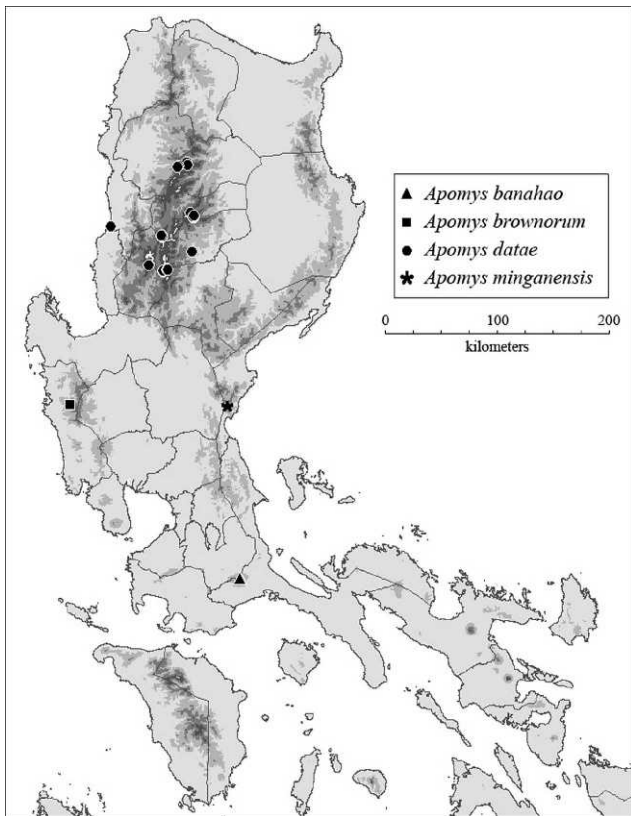 Apomys banahao
Apomys brownorum
Apomys datae
Apomys minganensis
0 100 200
kilometers